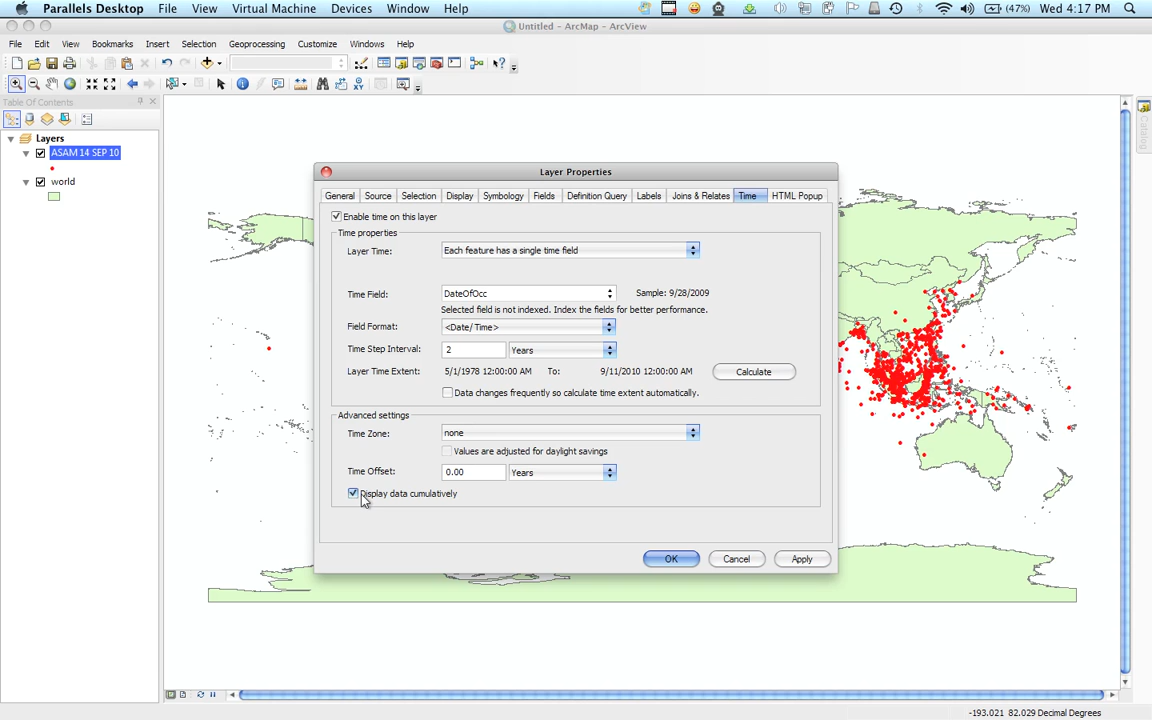 Parallels Desktop File View Virtual Machine Devices Window Help (47%) Wed 4:17 PM
Untitled - ArcMap - ArcView
File Edit View Bookmarks Insert Selection Geoprocessing Customize Windows Help
Table Of Contents
Layers
ASAM 14 SEP 10
world
Catalog
Layer Properties
General Source Selection Display Symbology Fields Definition Query Labels Joins & Relates Time HTML Popup
Enable time on this layer
Time properties
Layer Time: Each feature has a single time field
Time Field: DateOfOcc Sample: 9/28/2009
Selected field is not indexed. Index the fields for better performance.
Field Format: <Date/Time>
Time Step Interval: 2 Years
Layer Time Extent: 5/1/1978 12:00:00 AM To: 9/11/2010 12:00:00 AM Calculate
Data changes frequently so calculate time extent automatically.
Advanced settings
Time Zone: none
Values are adjusted for daylight savings
Time Offset: 0.00 Years
Display data cumulatively
OK Cancel Apply
-193.021 82.029 Decimal Degrees